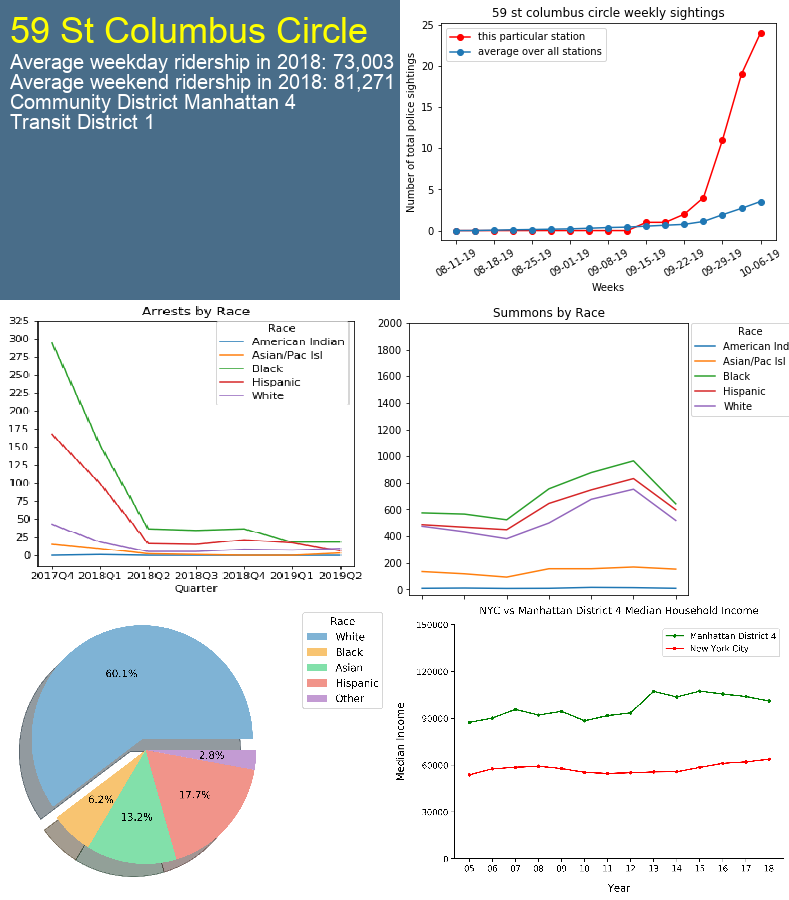 59 St Columbus Circle
Average weekday ridership in 2018: 73,003
Average weekend ridership in 2018: 81,271
Community District Manhattan 4
Transit District 1
59 st columbus circle weekly sightings
this particular station
average over all stations
Number of total police sightings
25
20
15
10
5
0
08-11-19
08-18-19
08-25-19
09-01-19
09-08-19
09-15-19
09-22-19
09-29-19
10-06-19
Weeks
Arrests by Race
Race
American Indian
Asian/Pac Isl
Black
Hispanic
White
325
300
275
250
225
200
175
150
125
100
75
50
25
0
2017Q4
2018Q1
2018Q2
2018Q3
2018Q4
2019Q1
2019Q2
Quarter
Summons by Race
Race
American Ind
Asian/Pac Isl
Black
Hispanic
White
2000
1800
1600
1400
1200
1000
800
600
400
200
0
Race
White
Black
Asian
Hispanic
Other
60.1%
6.2%
13.2%
17.7%
2.8%
NYC vs Manhattan District 4 Median Household Income
Manhattan District 4
New York City
Median Income
150000
120000
90000
60000
30000
0
05 06 07 08 09 10 11 12 13 14 15 16 17 18
Year